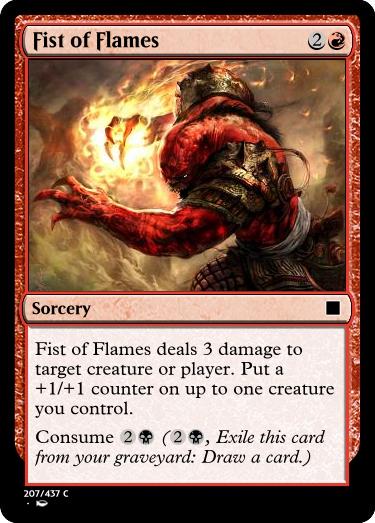 Fist of Flames 2
Sorcery
Fist of Flames deals 3 damage to
target creature or player. Put a
+1/+1 counter on up to one creature
you control.
Consume 2 ( 2 , Exile this card
from your graveyard: Draw a card.)
207/437 C